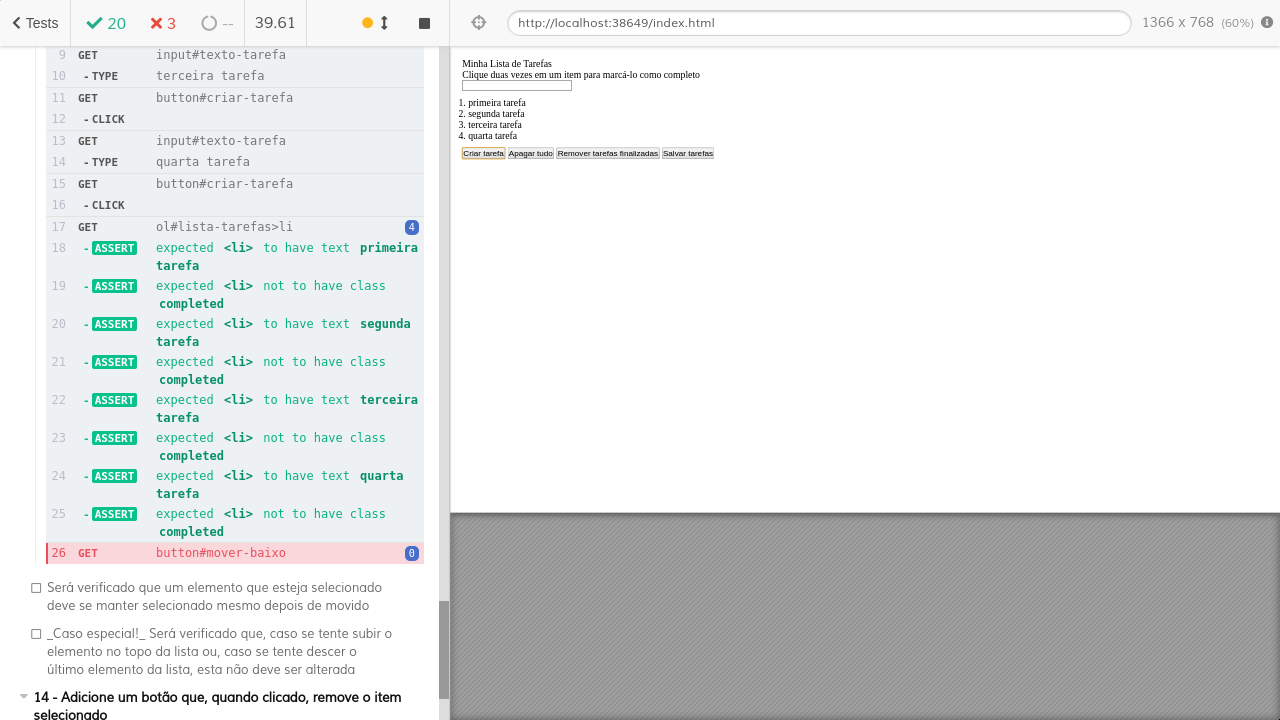 Tests 20 3 -- 39.61 http://localhost:38649/index.html 1366 x 768 (60%)
9 GET input#texto-tarefa
10 -TYPE terceira tarefa
11 GET button#criar-tarefa
12 -CLICK
13 GET input#texto-tarefa
14 -TYPE quarta tarefa
15 GET button#criar-tarefa
16 -CLICK
17 GET ol#lista-tarefas>li 4
18 -ASSERT expected <li> to have text primeira
tarefa
19 -ASSERT expected <li> not to have class
completed
20 -ASSERT expected <li> to have text segunda
tarefa
21 -ASSERT expected <li> not to have class
completed
22 -ASSERT expected <li> to have text terceira
tarefa
23 -ASSERT expected <li> not to have class
completed
24 -ASSERT expected <li> to have text quarta
tarefa
25 -ASSERT expected <li> not to have class
completed
26 GET button#mover-baixo 0
Será verificado que um elemento que esteja selecionado
deve se manter selecionado mesmo depois de movido
_Caso especial!_ Será verificado que, caso se tente subir o
elemento no topo da lista ou, caso se tente descer o
último elemento da lista, esta não deve ser alterada
14 - Adicione um botão que, quando clicado, remove o item
selecionado
Minha Lista de Tarefas
Clique duas vezes em um item para marcá-lo como completo
1. primeira tarefa
2. segunda tarefa
3. terceira tarefa
4. quarta tarefa
Criar tarefa Apagar tudo Remover tarefas finalizadas Salvar tarefas